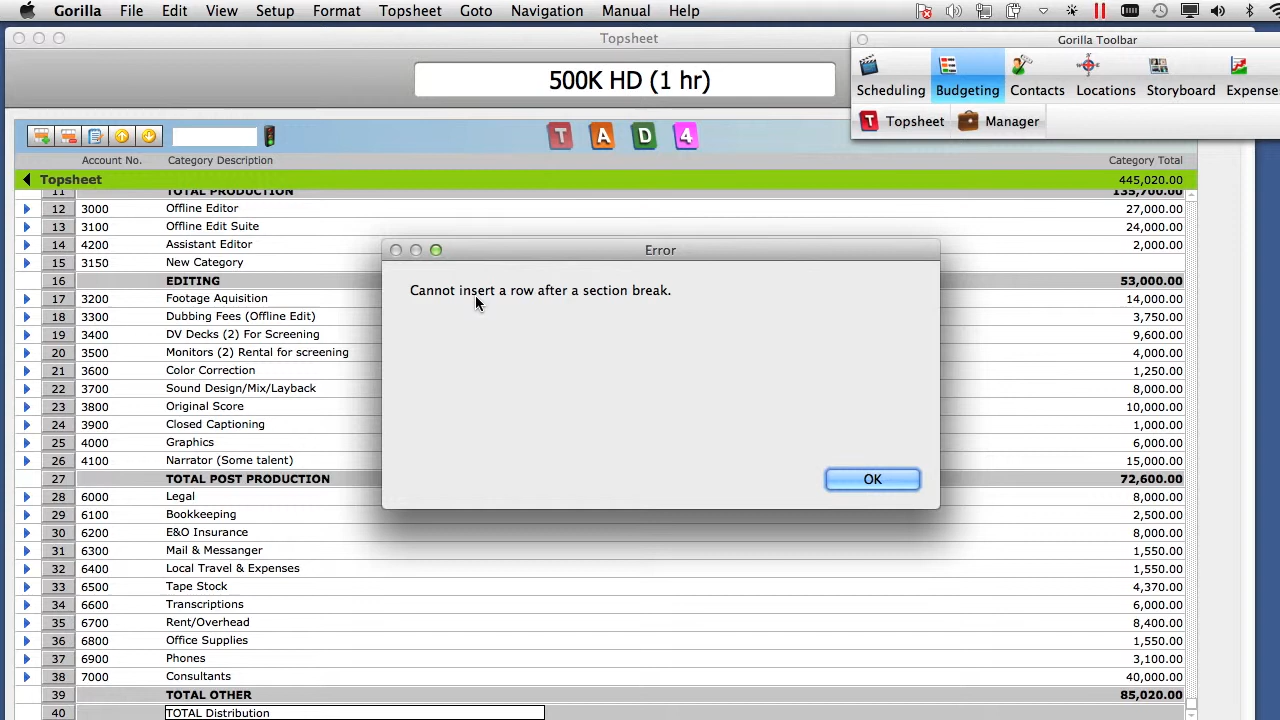 Gorilla File Edit View Setup Format Topsheet Goto Navigation Manual Help
Topsheet
Gorilla Toolbar
500K HD (1 hr)
Scheduling Budgeting Contacts Locations Storyboard Expense
T Topsheet Manager
T A D 4
Account No. Category Description Category Total
Topsheet 445,020.00
11 TOTAL PRODUCTION 135,700.00
12 3000 Offline Editor 27,000.00
13 3100 Offline Edit Suite 24,000.00
14 4200 Assistant Editor 2,000.00
15 3150 New Category
16 EDITING 53,000.00
17 3200 Footage Aquisition 14,000.00
18 3300 Dubbing Fees (Offline Edit) 3,750.00
19 3400 DV Decks (2) For Screening 9,600.00
20 3500 Monitors (2) Rental for screening 4,000.00
21 3600 Color Correction 1,250.00
22 3700 Sound Design/Mix/Layback 8,000.00
23 3800 Original Score 10,000.00
24 3900 Closed Captioning 1,000.00
25 4000 Graphics 6,000.00
26 4100 Narrator (Some talent) 15,000.00
27 TOTAL POST PRODUCTION 72,600.00
28 6000 Legal 8,000.00
29 6100 Bookkeeping 2,500.00
30 6200 E&O Insurance 8,000.00
31 6300 Mail & Messanger 1,550.00
32 6400 Local Travel & Expenses 1,550.00
33 6500 Tape Stock 4,370.00
34 6600 Transcriptions 6,000.00
35 6700 Rent/Overhead 8,400.00
36 6800 Office Supplies 1,550.00
37 6900 Phones 3,100.00
38 7000 Consultants 40,000.00
39 TOTAL OTHER 85,020.00
40 TOTAL Distribution
Error
Cannot insert a row after a section break.
OK